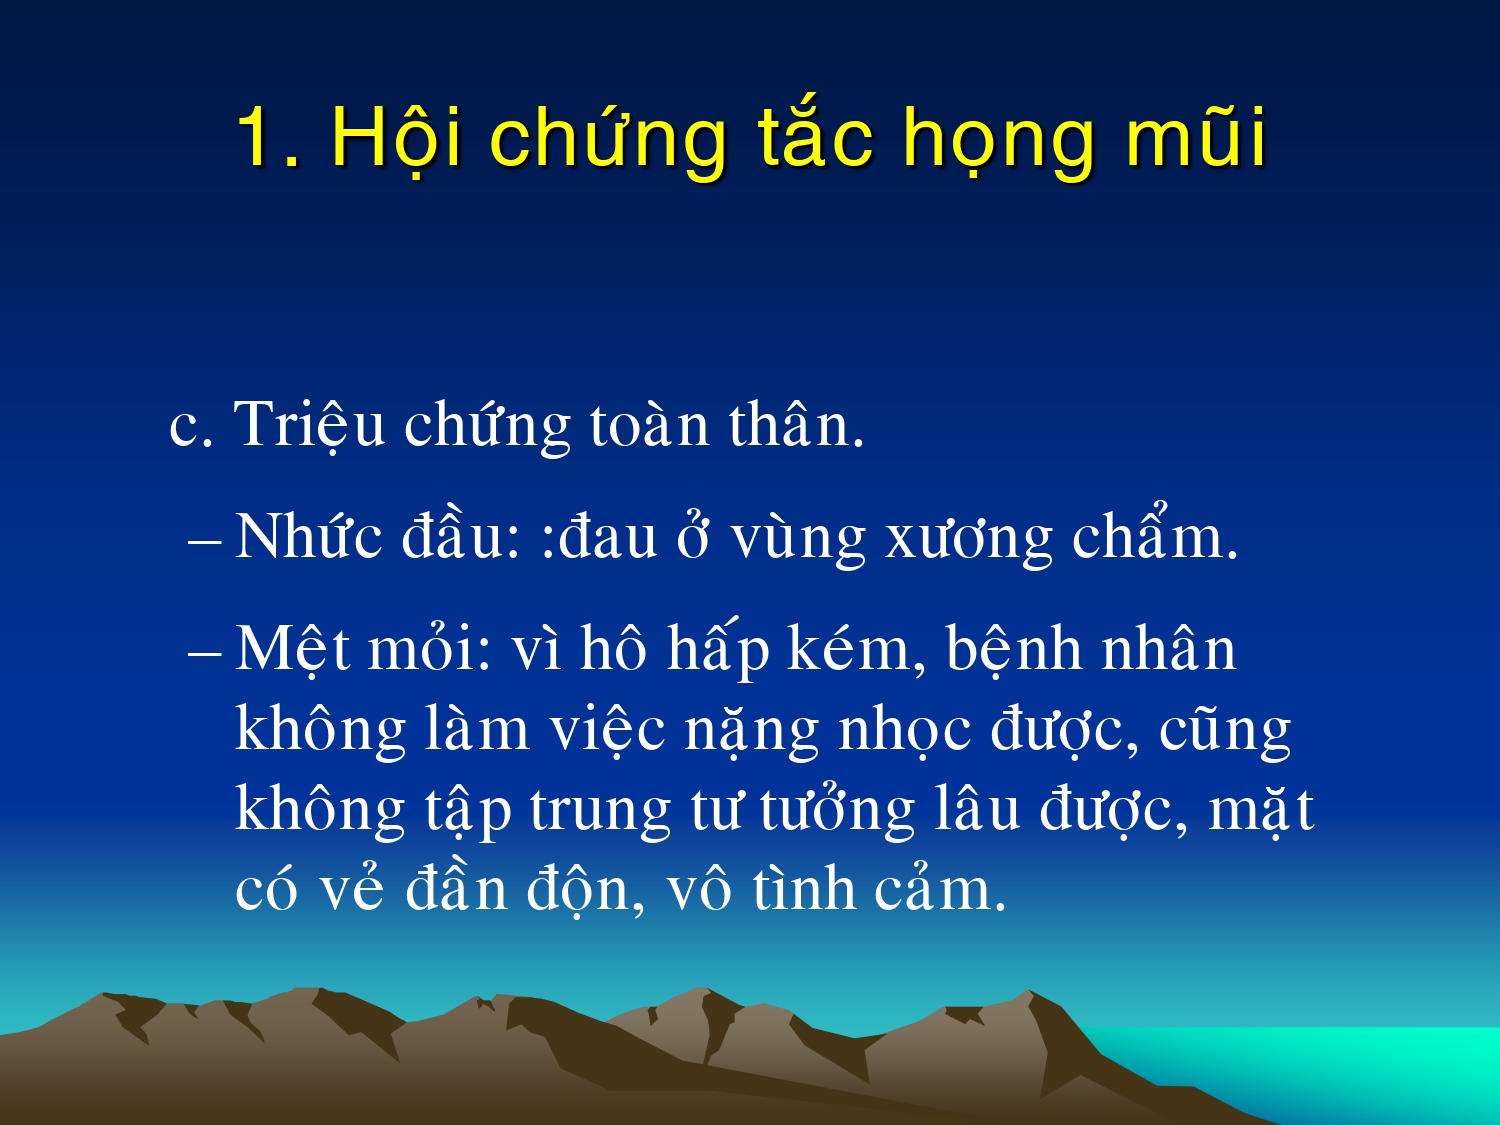 1. Hội chứng tắc họng mũi
c. Triệu chứng toàn thân.
– Nhức đầu: :đau ở vùng xương chẩm.
– Mệt mỏi: vì hô hấp kém, bệnh nhân
không làm việc nặng nhọc được, cũng
không tập trung tư tưởng lâu được, mặt
có vẻ đần độn, vô tình cảm.